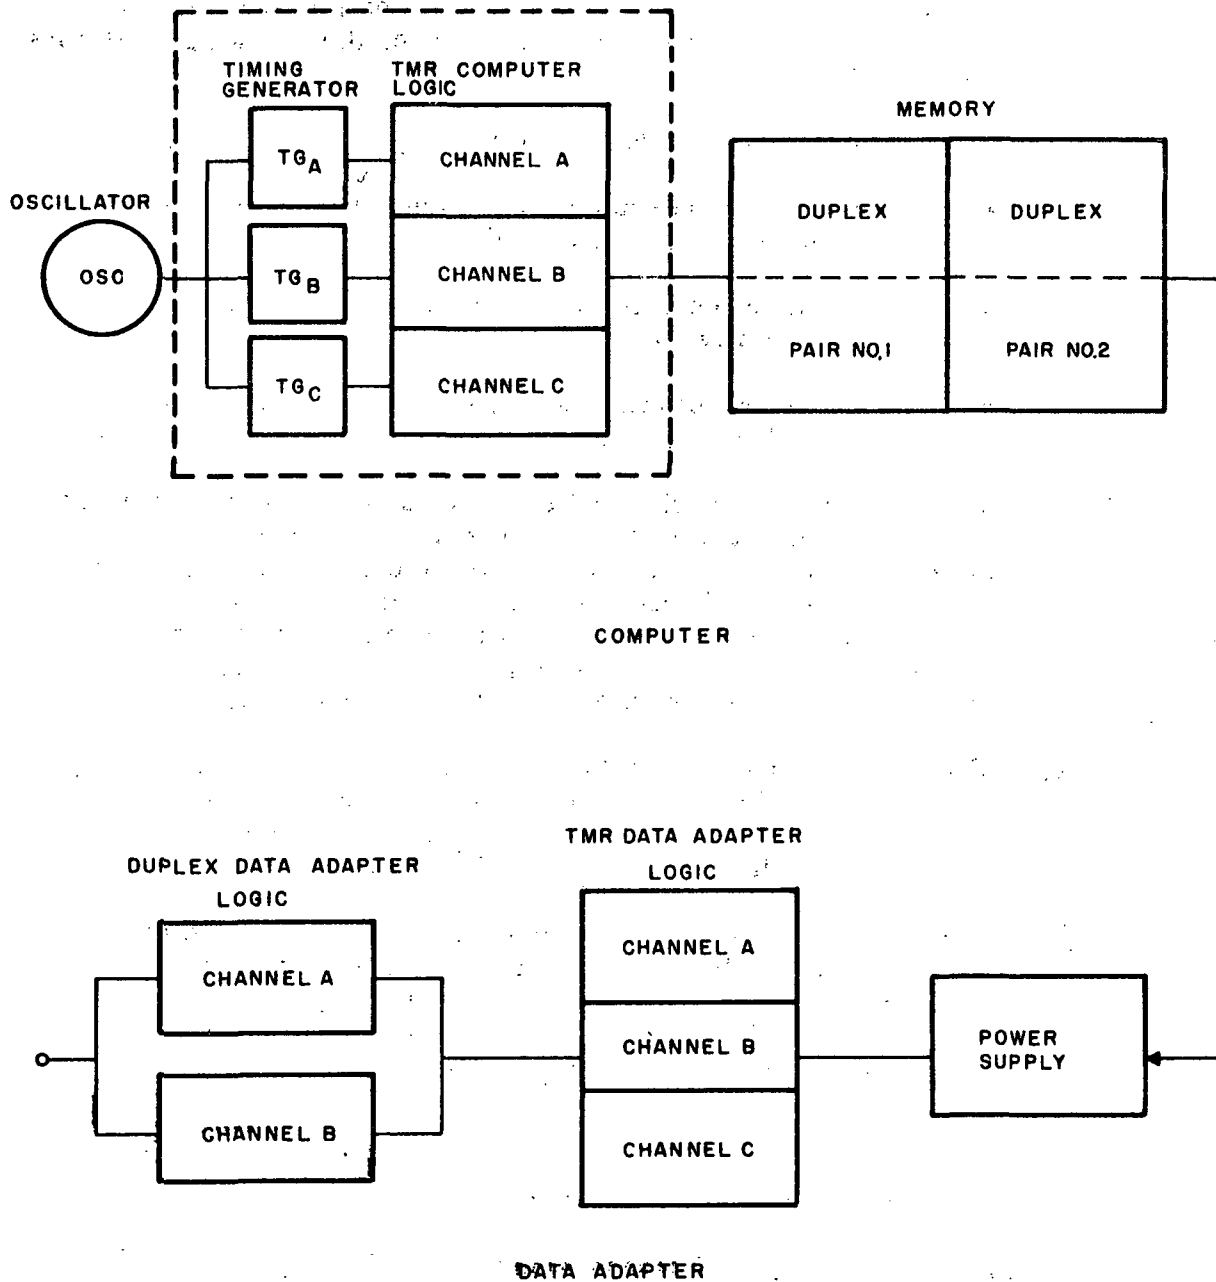 TIMING
GENERATOR
TMR COMPUTER
LOGIC
MEMORY
OSCILLATOR
OSC
TGA
TGB
TGC
CHANNEL A
CHANNEL B
CHANNEL C
DUPLEX
PAIR NO.1
DUPLEX
PAIR NO.2
COMPUTER
DUPLEX DATA ADAPTER
LOGIC
CHANNEL A
CHANNEL B
TMR DATA ADAPTER
LOGIC
CHANNEL A
CHANNEL B
CHANNEL C
POWER
SUPPLY
DATA ADAPTER